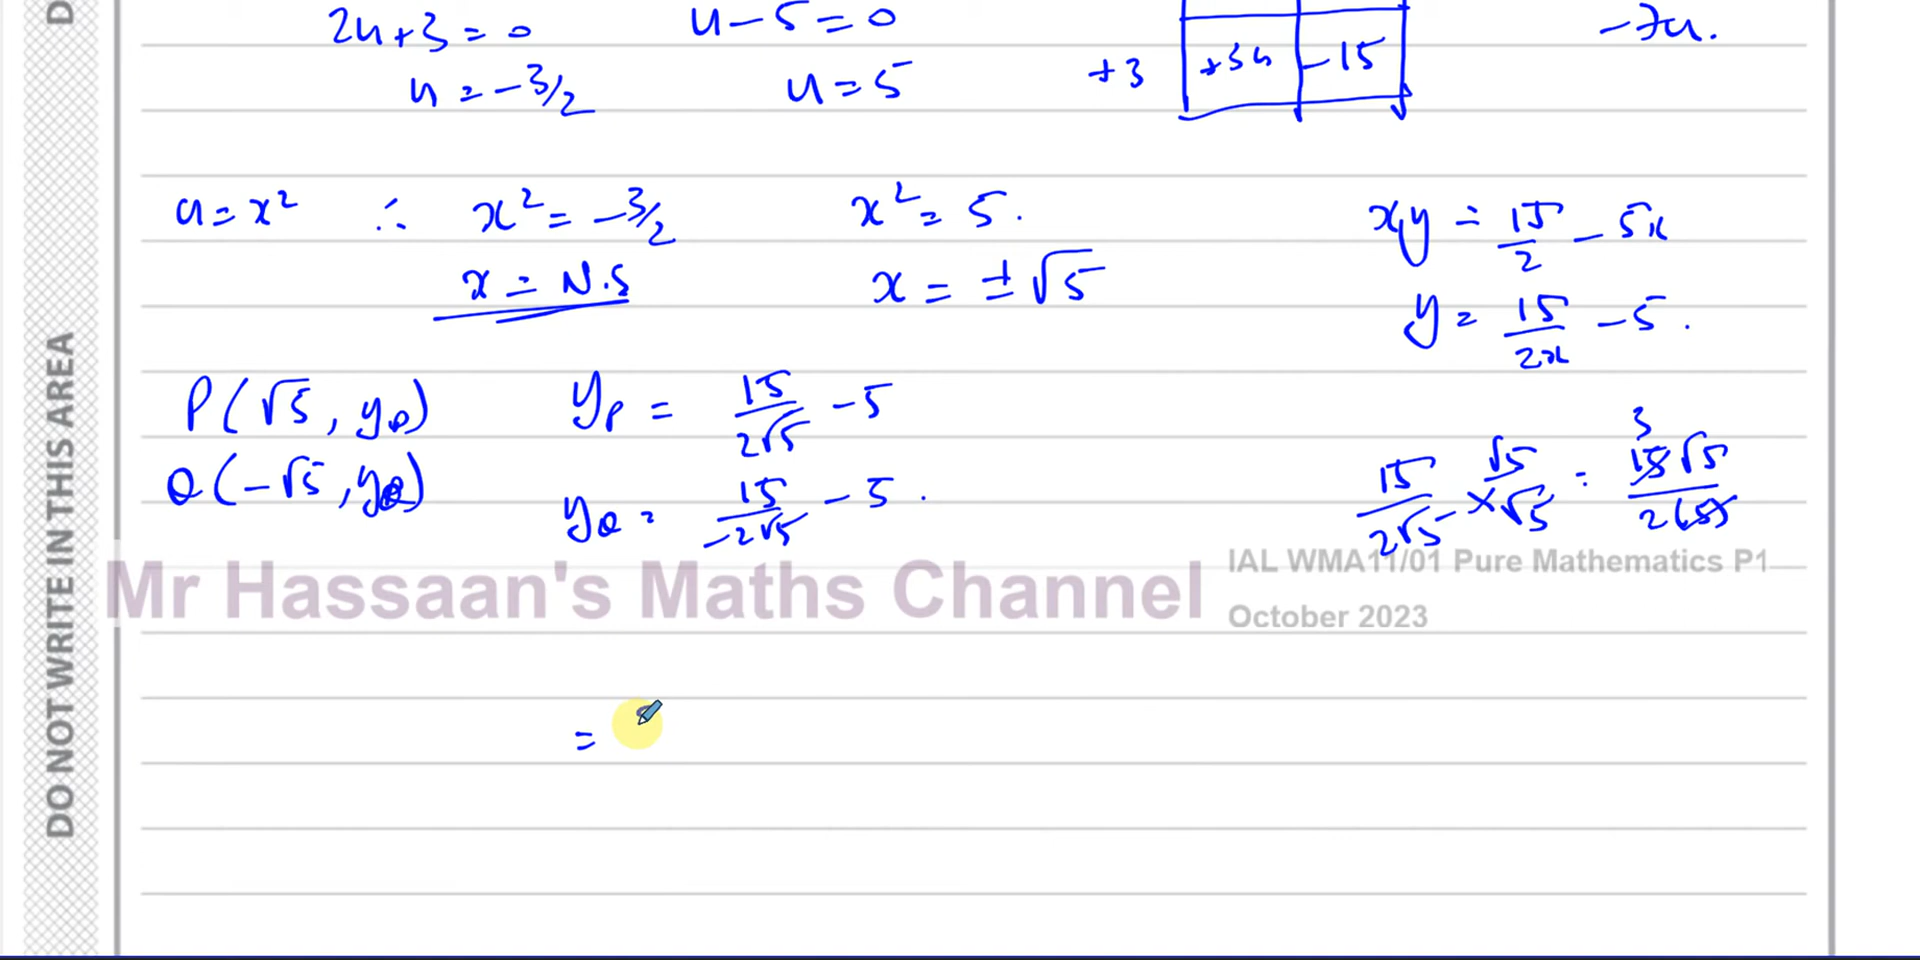 2u+3=0
u-5=0
-7u.
+3
+3u
-15
u=-3/2
u=5
u=x² ∴ x²=-3/2
x²=5.
xy = 15/2 - 5x
x = N.S
x = ±√5
y = 15/2x - 5.
P(√5, yP)
yP = 15/2√5 - 5
Q(-√5, yQ)
yQ = 15/-2√5 - 5.
15/2√5 × √5/√5 = 15√5/2(5)
3
Mr Hassaan's Maths Channel
IAL WMA11/01 Pure Mathematics P1
October 2023
=
DO NOT WRITE IN THIS AREA
D